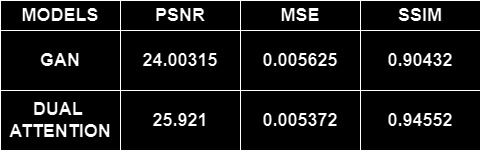 MODELS PSNR MSE SSIM
GAN 24.00315 0.005625 0.90432
DUAL
ATTENTION 25.921 0.005372 0.94552